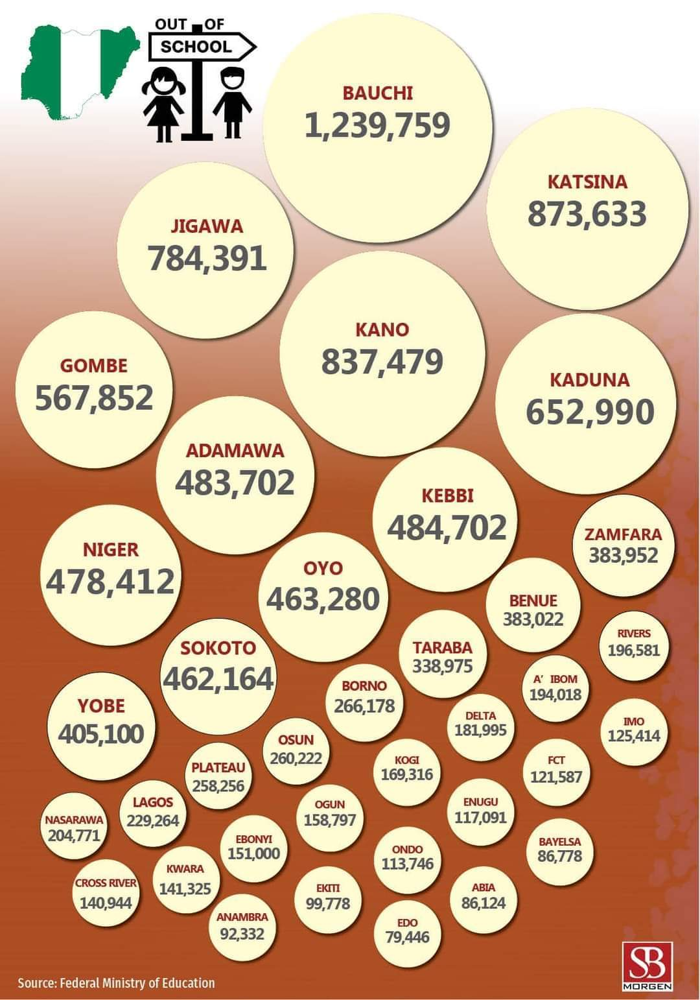 OUT OF
SCHOOL
BAUCHI
1,239,759
KATSINA
873,633
JIGAWA
784,391
KANO
837,479
GOMBE
567,852
KADUNA
652,990
ADAMAWA
483,702
KEBBI
484,702
ZAMFARA
383,952
NIGER
478,412
OYO
463,280
BENUE
383,022
RIVERS
196,581
SOKOTO
462,164
TARABA
338,975
A' IBOM
194,018
BORNO
266,178
YOBE
405,100
DELTA
181,995
IMO
125,414
OSUN
260,222
PLATEAU
258,256
KOGI
169,316
FCT
121,587
LAGOS
229,264
NASARAWA
204,771
OGUN
158,797
ENUGU
117,091
EBONYI
151,000
ONDO
113,746
BAYELSA
86,778
KWARA
141,325
CROSS RIVER
140,944
EKITI
99,778
ABIA
86,124
ANAMBRA
92,332
EDO
79,446
Source: Federal Ministry of Education
SB
MORGEN